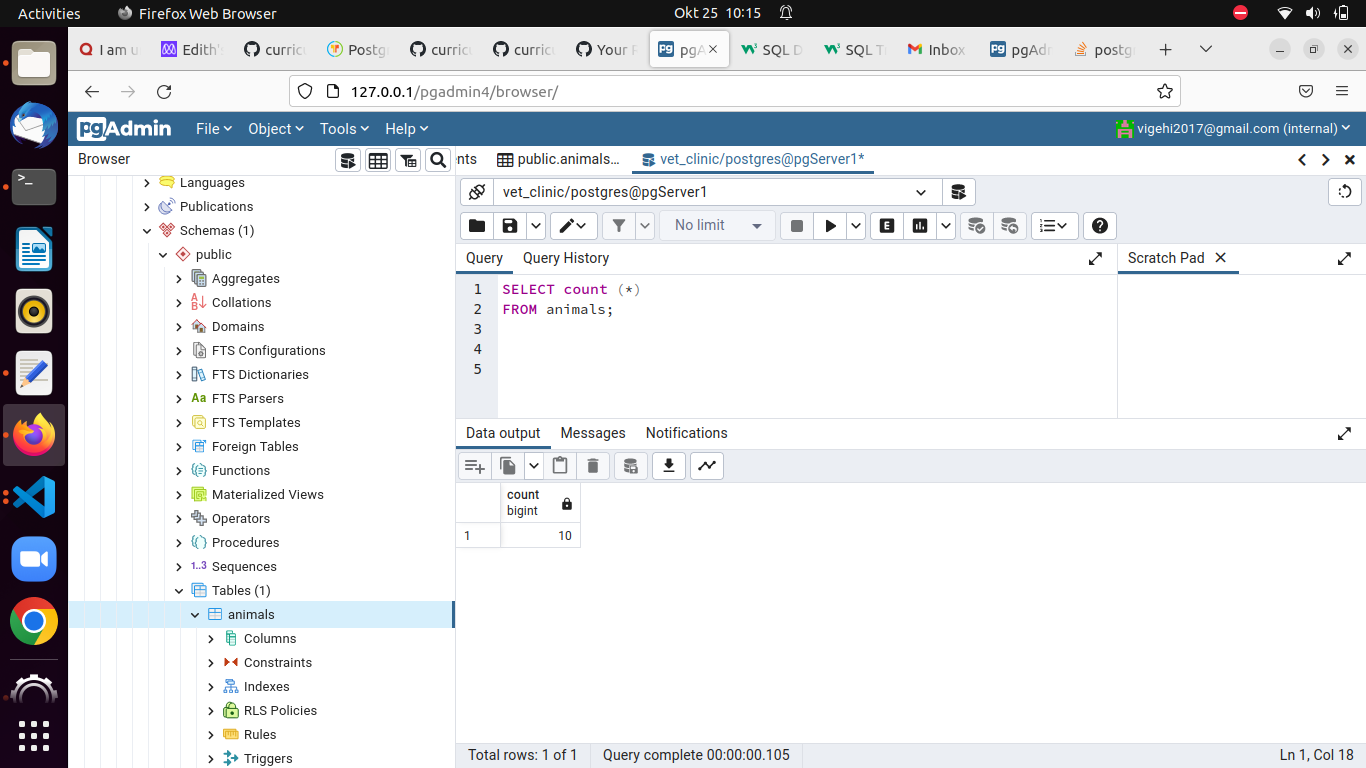 Activities
Firefox Web Browser
Okt 25 10:15
I am u
Edith'
curricu
Postgr
curric
curricu
Your P
pgA
SQL D
SQL T
Inbox
pgAdm
postg
127.0.0.1/pgadmin4/browser/
pgAdmin
File
Object
Tools
Help
vigehi2017@gmail.com (internal)
Browser
nts
public.animals...
vet_clinic/postgres@pgServer1*
Languages
Publications
Schemas (1)
public
Aggregates
Collations
Domains
FTS Configurations
FTS Dictionaries
Aa FTS Parsers
FTS Templates
Foreign Tables
Functions
Materialized Views
Operators
Procedures
1..3 Sequences
Tables (1)
animals
Columns
Constraints
Indexes
RLS Policies
Rules
Triggers
vet_clinic/postgres@pgServer1
No limit
E
Query
Query History
Scratch Pad
1 SELECT count (*)
2 FROM animals;
3
4
5
Data output
Messages
Notifications
count
bigint
1 10
Total rows: 1 of 1
Query complete 00:00:00.105
Ln 1, Col 18